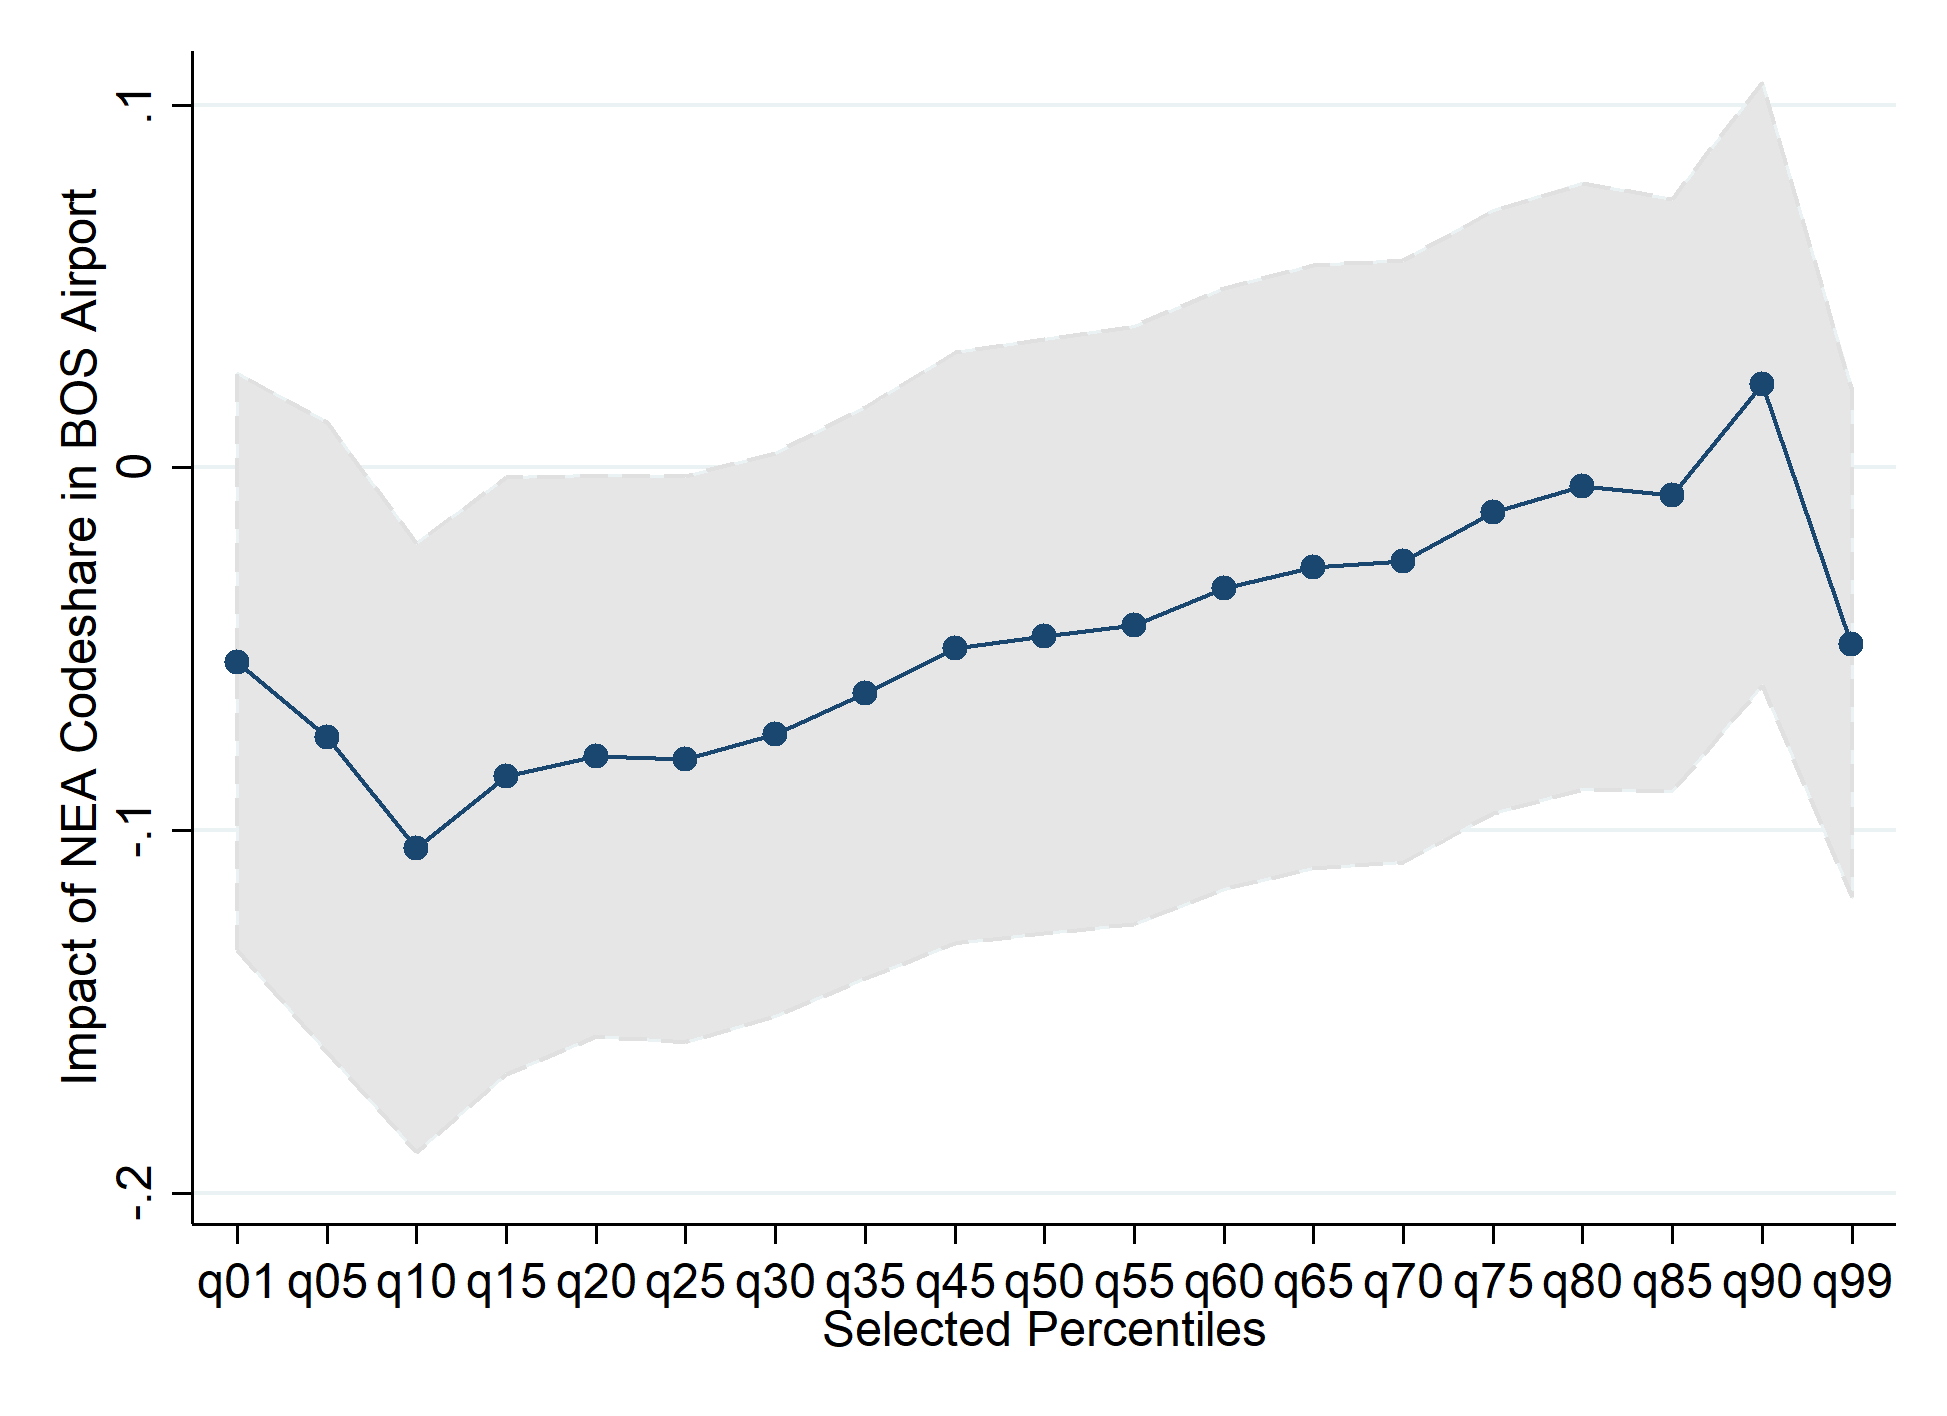 Impact of NEA Codeshare in BOS Airport
.1
0
-.1
-.2
q01 q05 q10 q15 q20 q25 q30 q35 q45 q50 q55 q60 q65 q70 q75 q80 q85 q90 q99
Selected Percentiles